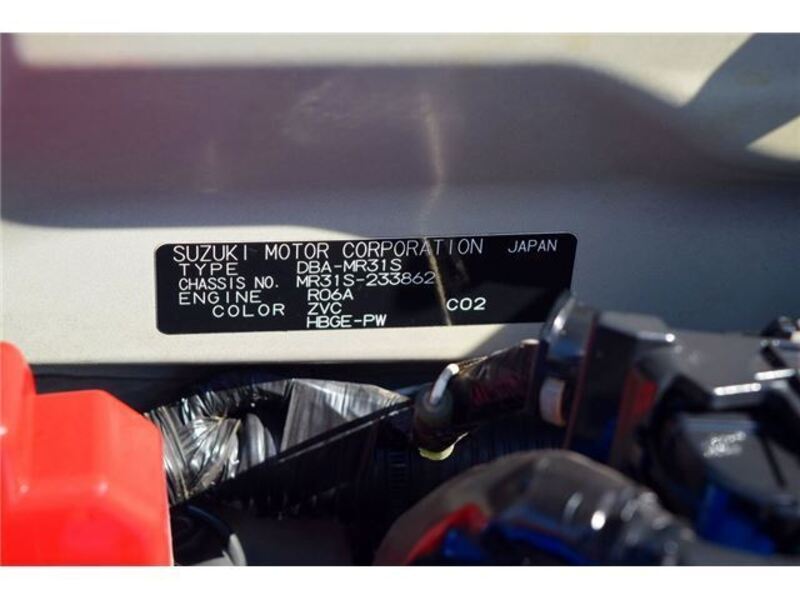 SUZUKI MOTOR CORPORATION JAPAN
TYPE DBA-MR31S
CHASSIS NO. MR31S-233862
ENGINE R06A
COLOR ZVC C02
HBGE-PW